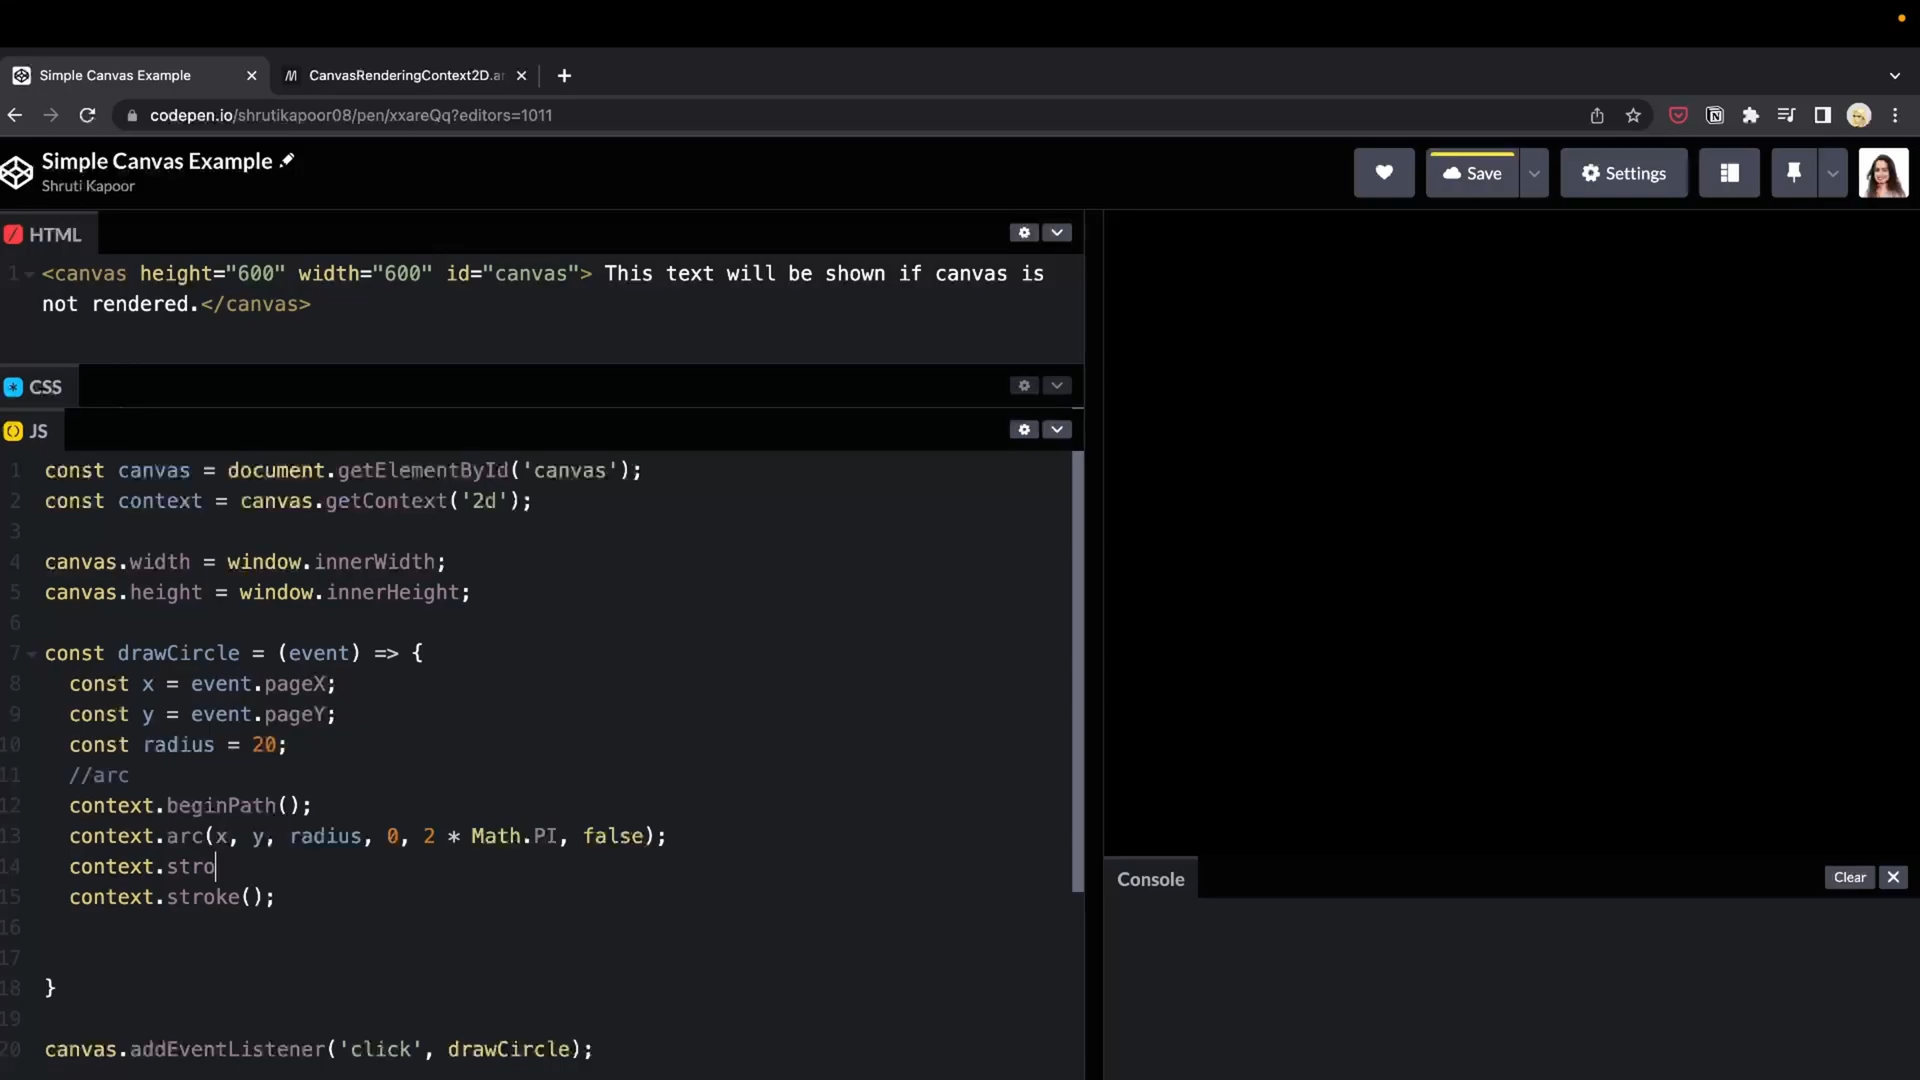 Simple Canvas Example
CanvasRenderingContext2D.ar
codepen.io/shrutikapoor08/pen/xxareQq?editors=1011
Simple Canvas Example
Shruti Kapoor
Save
Settings
HTML
1 <canvas height="600" width="600" id="canvas"> This text will be shown if canvas is
not rendered.</canvas>
CSS
JS
1 const canvas = document.getElementById('canvas');
2 const context = canvas.getContext('2d');
3
4 canvas.width = window.innerWidth;
5 canvas.height = window.innerHeight;
6
7 const drawCircle = (event) => {
8 const x = event.pageX;
9 const y = event.pageY;
10 const radius = 20;
11 //arc
12 context.beginPath();
13 context.arc(x, y, radius, 0, 2 * Math.PI, false);
14 context.stro
15 context.stroke();
16
17
18 }
19
20 canvas.addEventListener('click', drawCircle);
Console
Clear